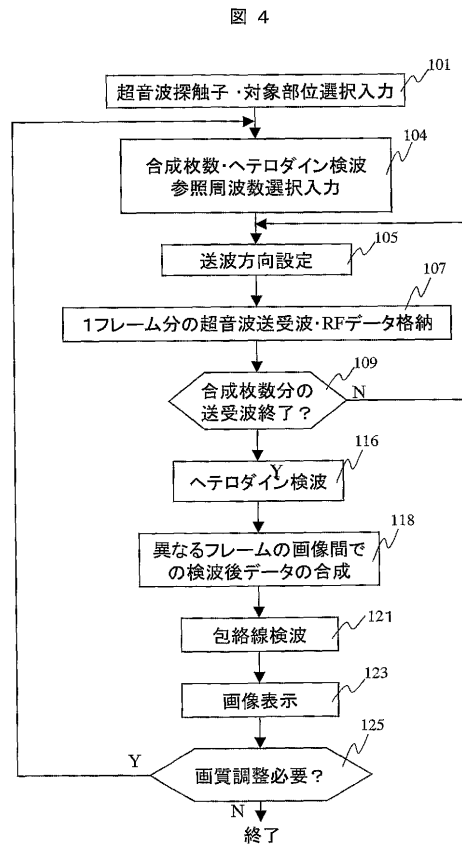 図 4
101
超音波探触子・対象部位選択入力
104
合成枚数・ヘテロダイン検波
参照周波数選択入力
105
送波方向設定
107
1フレーム分の超音波送受波・RFデータ格納
109
合成枚数分の
送受波終了?
N
Y
116
ヘテロダイン検波
118
異なるフレームの画像間で
の検波後データの合成
121
包絡線検波
123
画像表示
125
Y
画質調整必要?
N
終了